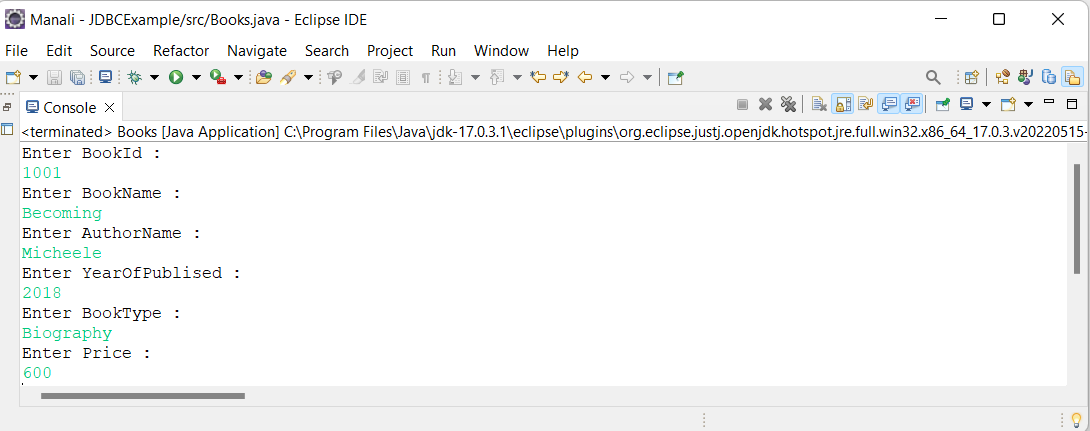 Manali - JDBCExample/src/Books.java - Eclipse IDE
File Edit Source Refactor Navigate Search Project Run Window Help
Console
<terminated> Books [Java Application] C:\Program Files\Java\jdk-17.0.3.1\eclipse\plugins\org.eclipse.justj.openjdk.hotspot.jre.full.win32.x86_64_17.0.3.v20220515-
Enter BookId :
1001
Enter BookName :
Becoming
Enter AuthorName :
Micheele
Enter YearOfPublised :
2018
Enter BookType :
Biography
Enter Price :
600